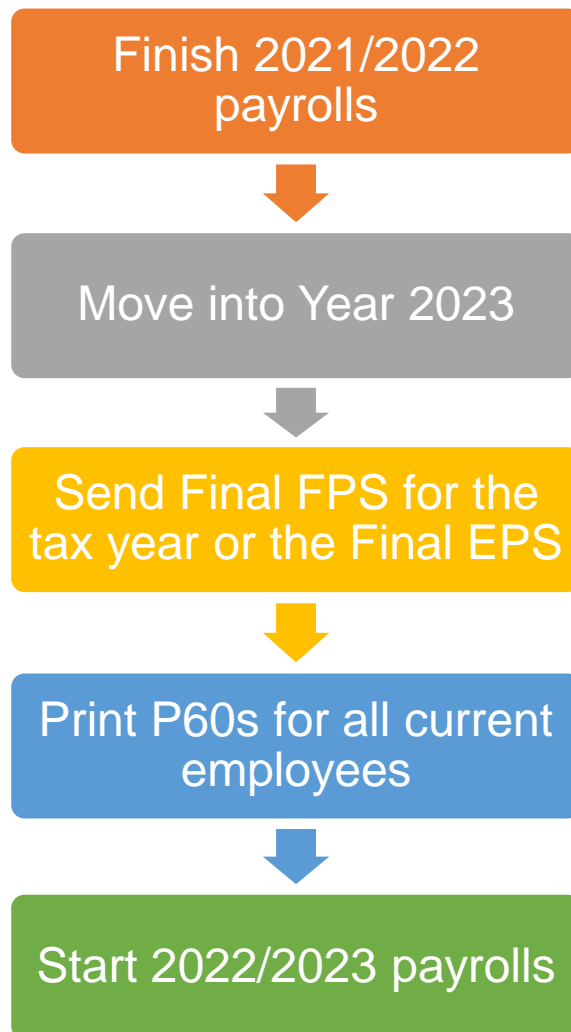 Finish 2021/2022
payrolls
Move into Year 2023
Send Final FPS for the
tax year or the Final EPS
Print P60s for all current
employees
Start 2022/2023 payrolls